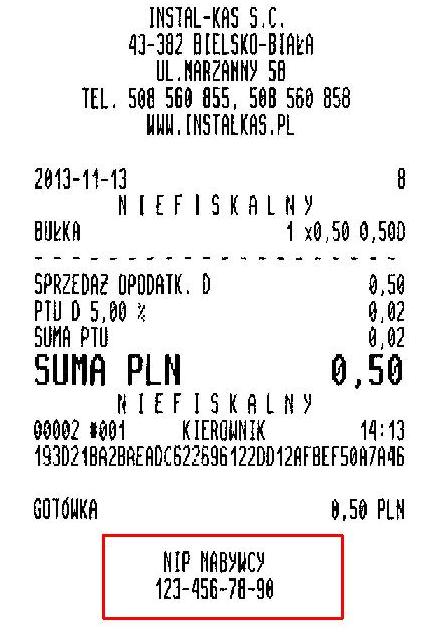 INSTAL-KAS S.C.
43-382 BIELSKO-BIAŁA
UL.MARZANNY 5B
TEL. 508 560 855, 508 560 858
WWW.INSTALKAS.PL
2013-11-13 8
N I E F I S K A L N Y
BUŁKA 1 x0,50 0,50D
SPRZEDAŻ OPODATK. D 0,50
PTU D 5,00 % 0,02
SUMA PTU 0,02
SUMA PLN 0,50
N I E F I S K A L N Y
00002 #001 KIEROWNIK 14:13
193D21BA2BAEADC622696122DD12AFBEF50A7A46
GOTÓWKA 0,50 PLN
NIP NABYWCY
123-456-78-90